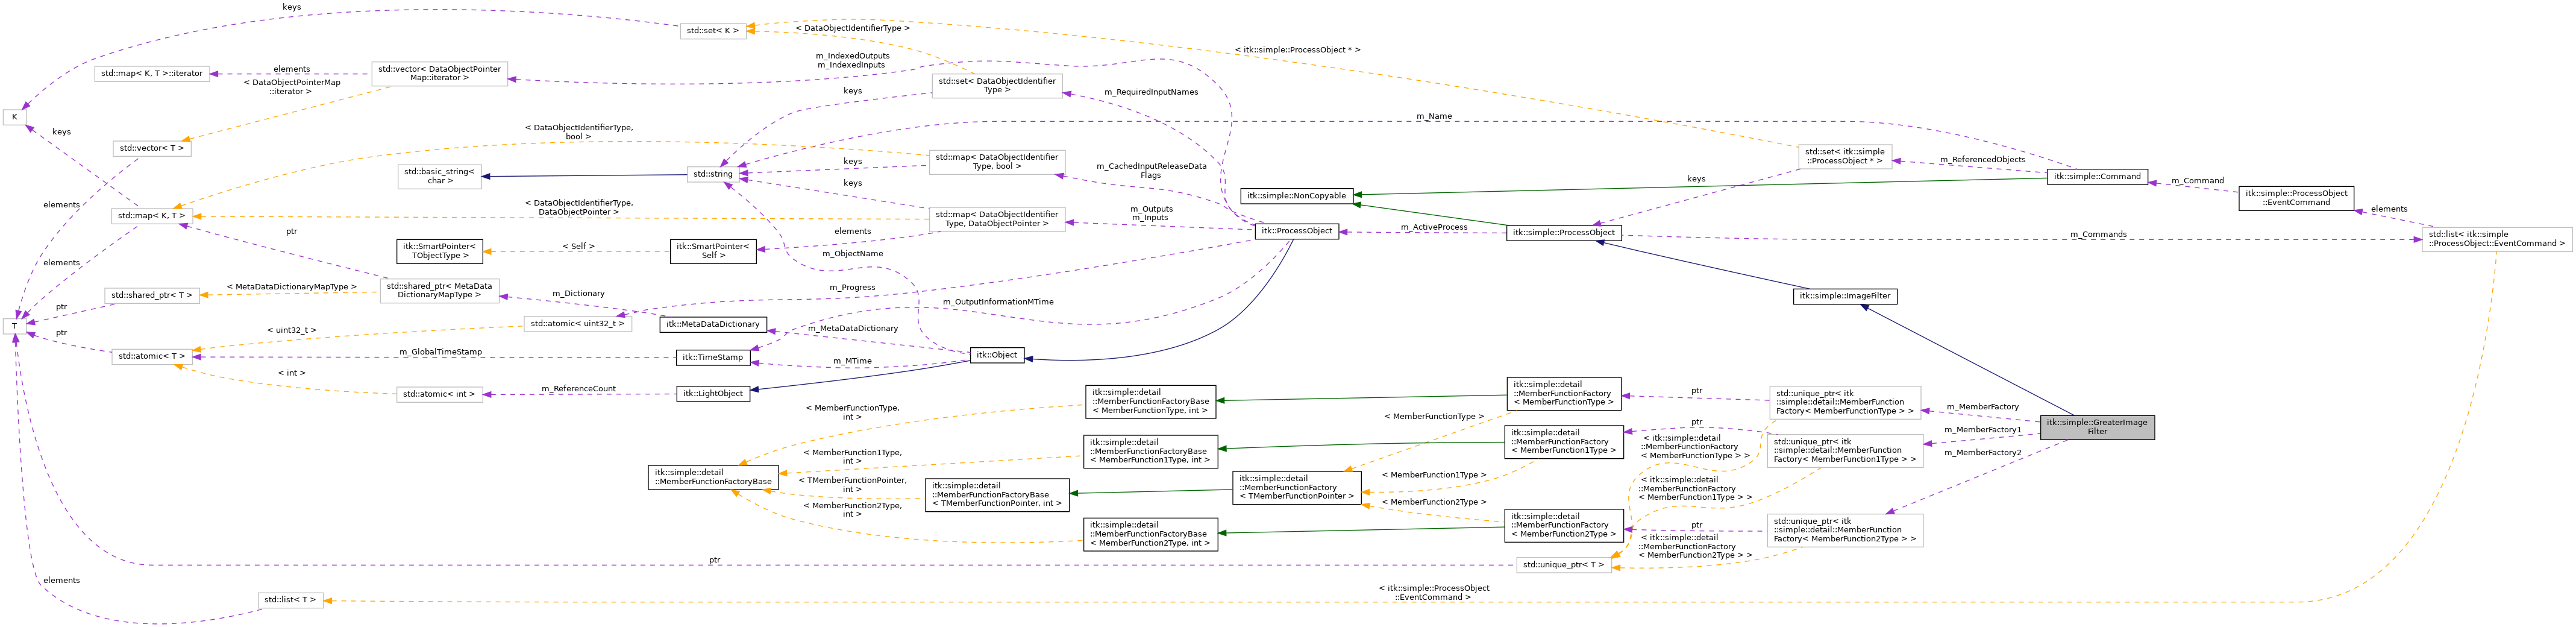 keys
std::set< K >
< DataObjectIdentifierType >
< itk::simple::ProcessObject * >
std::map< K, T >::iterator
elements
std::vector< DataObjectPointer
Map::iterator >
m_IndexedOutputs
m_IndexedInputs
< DataObjectPointerMap
::iterator >
keys
std::set< DataObjectIdentifier
Type >
m_RequiredInputNames
K
keys
std::vector< T >
< DataObjectIdentifierType,
bool >
m_Name
std::basic_string<
char >
std::string
keys
keys
std::map< DataObjectIdentifier
Type, bool >
m_CachedInputReleaseData
Flags
std::set< itk::simple
::ProcessObject * >
m_ReferencedObjects
itk::simple::Command
m_Command
itk::simple::ProcessObject
::EventCommand
keys
itk::simple::NonCopyable
elements
std::map< K, T >
< DataObjectIdentifierType,
DataObjectPointer >
std::map< DataObjectIdentifier
Type, DataObjectPointer >
m_Outputs
m_Inputs
elements
ptr
itk::SmartPointer<
TObjectType >
< Self >
itk::SmartPointer<
Self >
elements
m_ObjectName
itk::ProcessObject
m_ActiveProcess
itk::simple::ProcessObject
m_Commands
std::list< itk::simple
::ProcessObject::EventCommand >
elements
std::shared_ptr< T >
< MetaDataDictionaryMapType >
std::shared_ptr< MetaData
DictionaryMapType >
m_Dictionary
m_Progress
m_OutputInformationMTime
itk::simple::ImageFilter
ptr
T
ptr
< uint32_t >
std::atomic< uint32_t >
itk::MetaDataDictionary
m_MetaDataDictionary
std::atomic< T >
m_GlobalTimeStamp
itk::TimeStamp
m_MTime
itk::Object
< int >
std::atomic< int >
m_ReferenceCount
itk::LightObject
< MemberFunctionType,
int >
itk::simple::detail
::MemberFunctionFactoryBase
< MemberFunctionType, int >
itk::simple::detail
::MemberFunctionFactory
< MemberFunctionType >
ptr
std::unique_ptr< itk
::simple::detail::MemberFunction
Factory< MemberFunctionType > >
m_MemberFactory
itk::simple::GreaterImage
Filter
< MemberFunctionType >
ptr
m_MemberFactory1
itk::simple::detail
::MemberFunctionFactoryBase
< MemberFunction1Type, int >
itk::simple::detail
::MemberFunctionFactory
< MemberFunction1Type >
< itk::simple::detail
::MemberFunctionFactory
< MemberFunctionType > >
std::unique_ptr< itk
::simple::detail::MemberFunction
Factory< MemberFunction1Type > >
m_MemberFactory2
< MemberFunction1Type,
int >
itk::simple::detail
::MemberFunctionFactoryBase
< TMemberFunctionPointer,
int >
itk::simple::detail
::MemberFunctionFactoryBase
< TMemberFunctionPointer, int >
itk::simple::detail
::MemberFunctionFactory
< TMemberFunctionPointer >
< MemberFunction1Type >
< itk::simple::detail
::MemberFunctionFactory
< MemberFunction1Type > >
< MemberFunction2Type,
int >
< MemberFunction2Type >
itk::simple::detail
::MemberFunctionFactoryBase
< MemberFunction2Type, int >
itk::simple::detail
::MemberFunctionFactory
< MemberFunction2Type >
ptr
std::unique_ptr< itk
::simple::detail::MemberFunction
Factory< MemberFunction2Type > >
< itk::simple::detail
::MemberFunctionFactory
< MemberFunction2Type > >
ptr
std::unique_ptr< T >
elements
std::list< T >
< itk::simple::ProcessObject
::EventCommand >